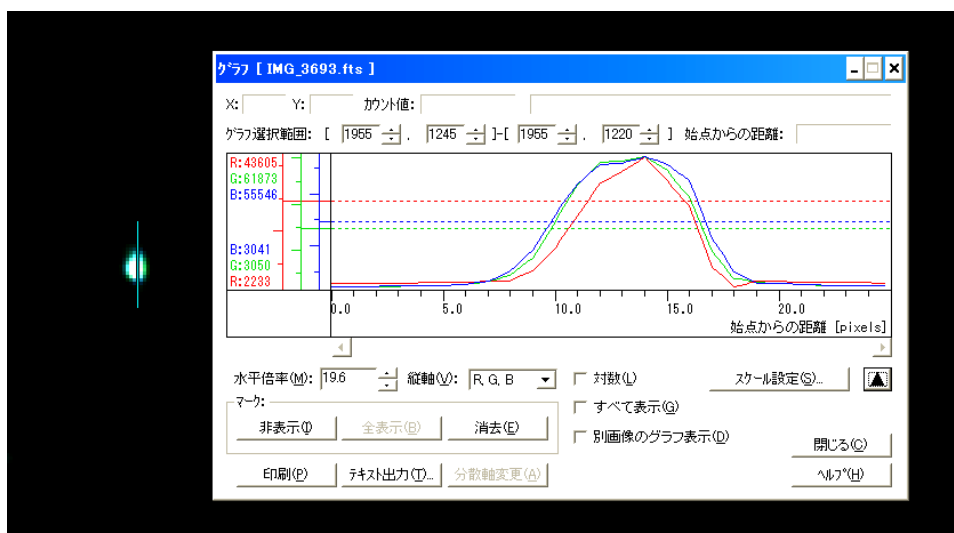 グラフ [ IMG_3693.fts ]
X: Y: カウント値:
グラフ選択範囲: [ 1955 . 1245 ]-[ 1955 . 1220 ] 始点からの距離:
R:43605
G:61873
B:55546
B:3041
G:3050
R:2233
0.0 5.0 10.0 15.0 20.0
始点からの距離 [pixels]
水平倍率(M): 19.6 縦軸(V): R, G, B 対数(L) スケール設定(S)...
マーク: すべて表示(G)
非表示(I) 全表示(B) 消去(E) 別画像のグラフ表示(D)
閉じる(C)
印刷(P) テキスト出力(T)... 分散軸変更(A) ヘルプ(H)